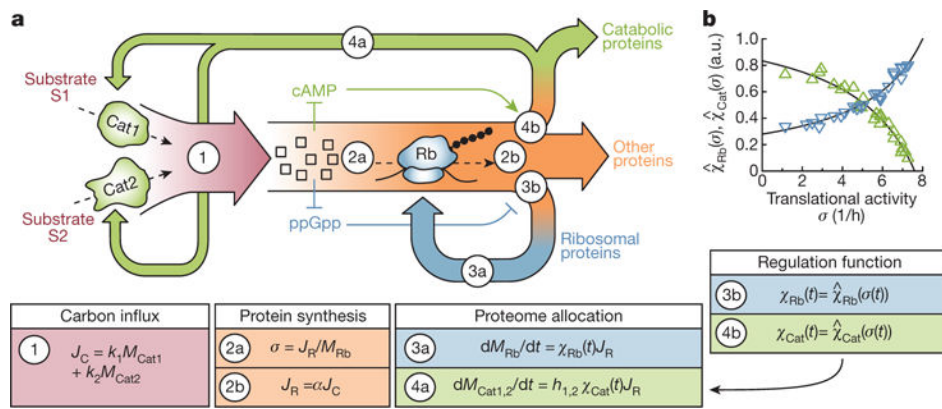 a
Substrate
S1
Cat1
Cat2
Substrate
S2
1
4a
cAMP
2a
Rb
2b
4b
3b
ppGpp
3a
Catabolic
proteins
Other
proteins
Ribosomal
proteins
b
χ̂Rb(σ), χ̂Cat(σ) (a.u.)
1.0
0.8
0.6
0.4
0.2
0
0 2 4 6 8
Translational activity
σ (1/h)
Carbon influx
1 JC = k1MCat1
+ k2MCat2
Protein synthesis
2a σ = JR/MRb
2b JR = αJC
Proteome allocation
3a dMRb/dt = χRb(t)JR
4a dMCat1,2/dt = h1,2 χCat(t)JR
Regulation function
3b χRb(t) = χ̂Rb(σ(t))
4b χCat(t) = χ̂Cat(σ(t))